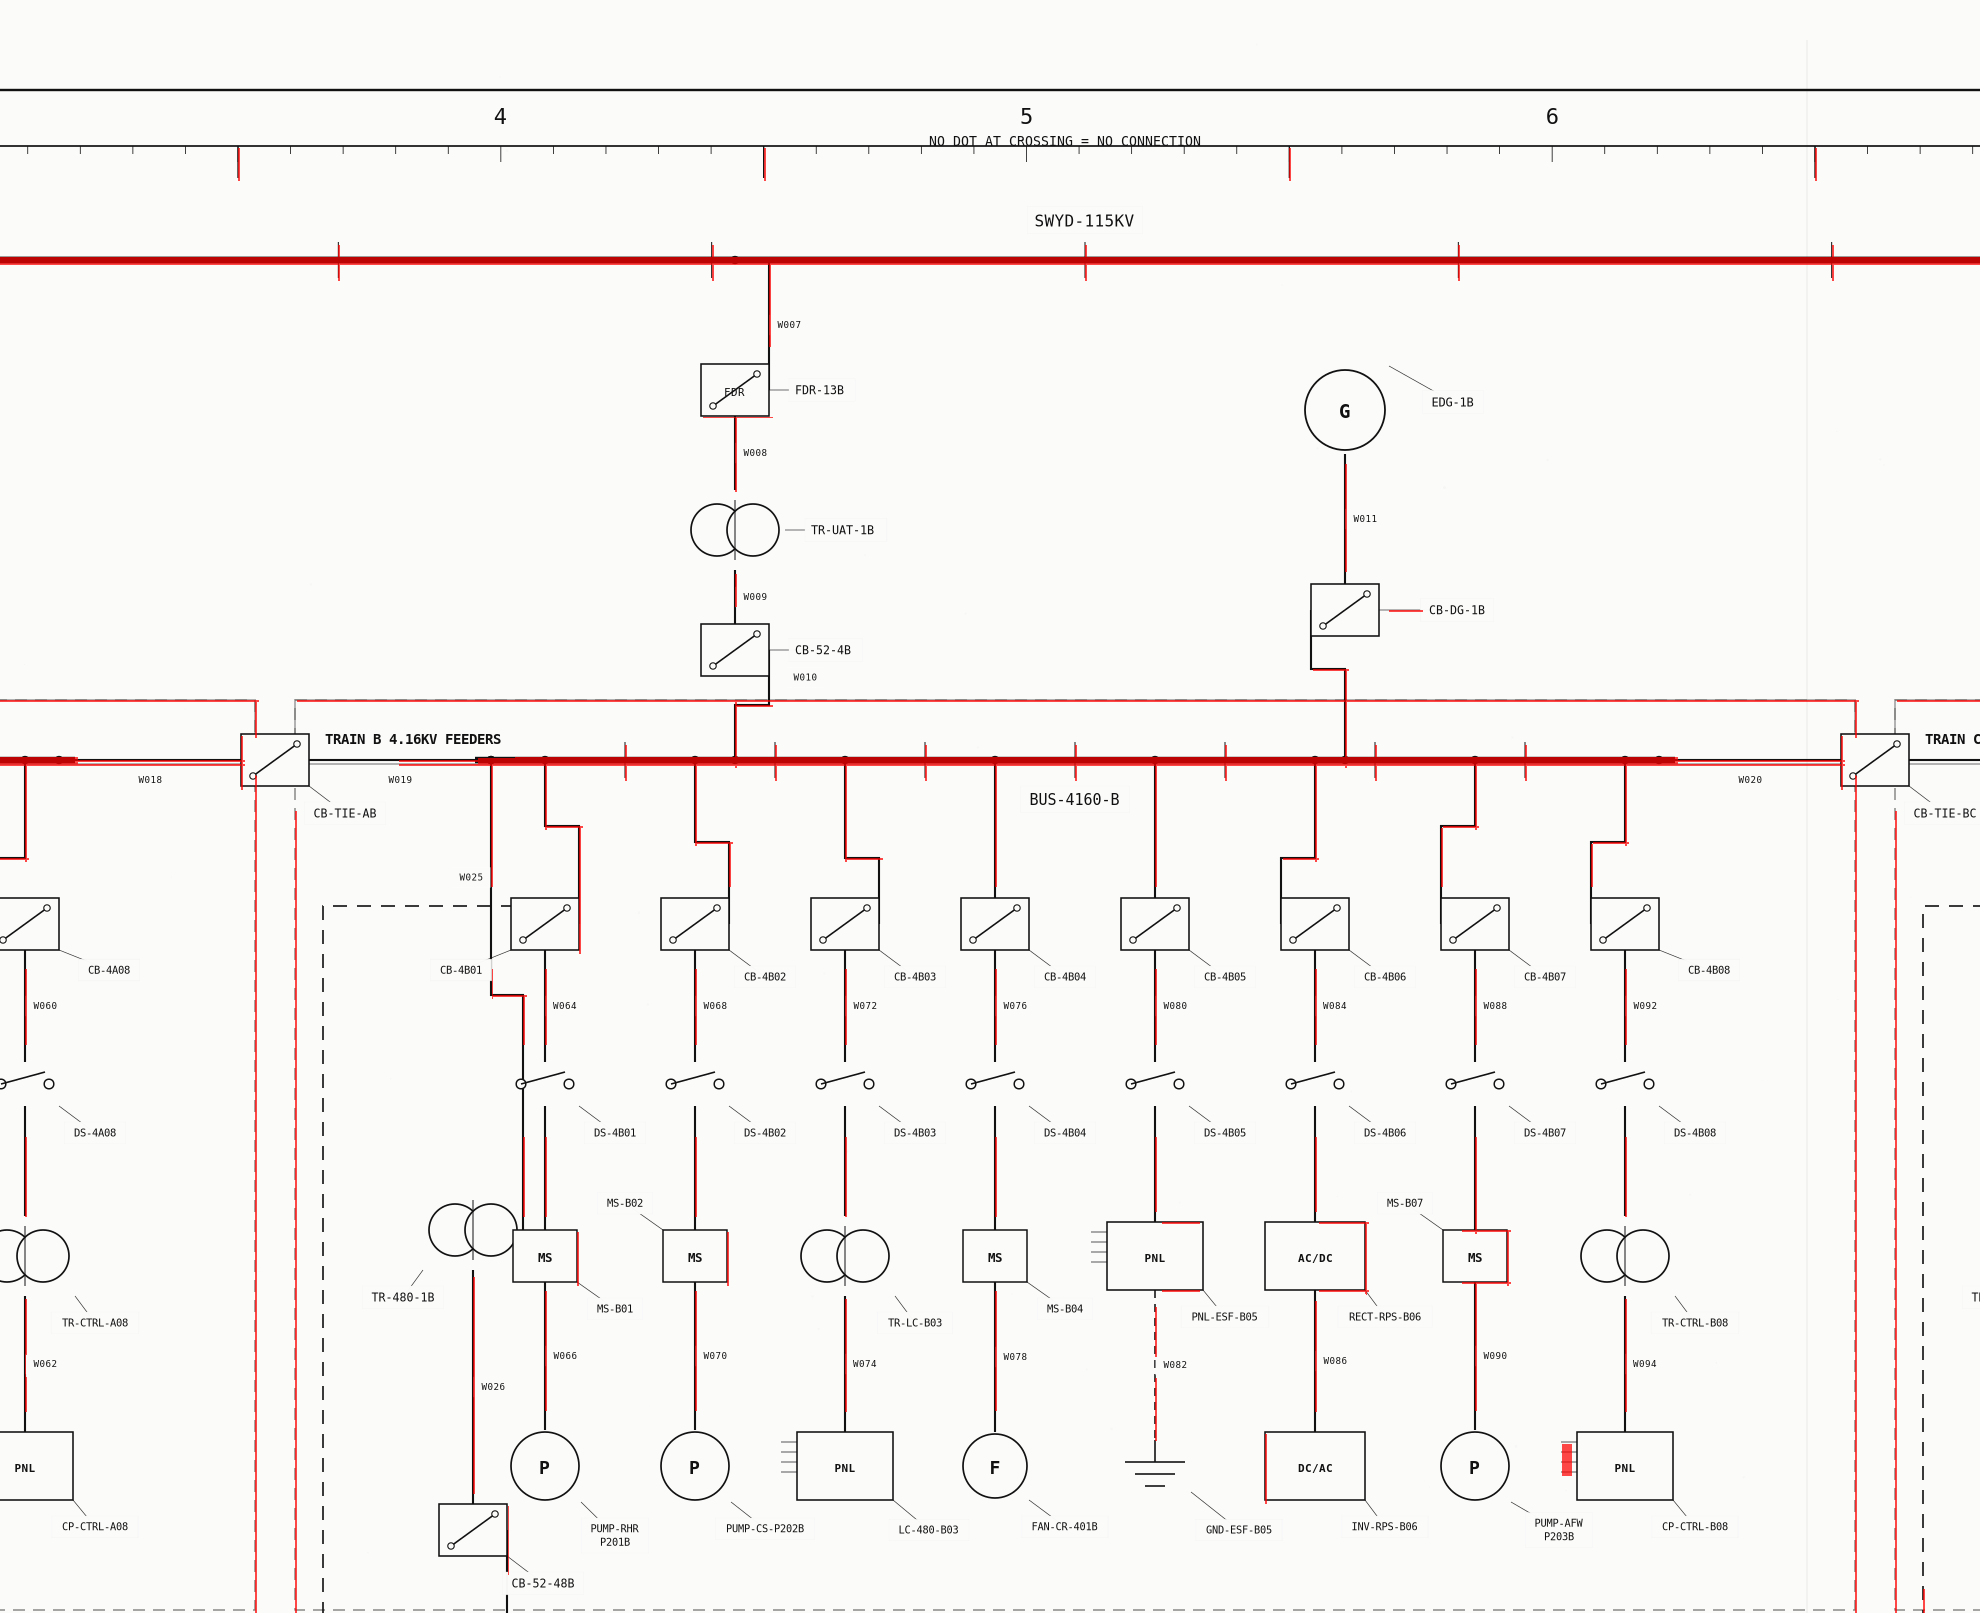 4
5
6
NO DOT AT CROSSING = NO CONNECTION
SWYD-115KV
W007
FDR
FDR-13B
EDG-1B
G
W008
W011
TR-UAT-1B
W009
CB-DG-1B
CB-52-4B
W010
TRAIN B 4.16KV FEEDERS
TRAIN C
W018
W019
W020
BUS-4160-B
CB-TIE-AB
CB-TIE-BC
W025
CB-4A08
CB-4B01
CB-4B02
CB-4B03
CB-4B04
CB-4B05
CB-4B06
CB-4B07
CB-4B08
W060
W064
W068
W072
W076
W080
W084
W088
W092
DS-4A08
DS-4B01
DS-4B02
DS-4B03
DS-4B04
DS-4B05
DS-4B06
DS-4B07
DS-4B08
MS-B02
MS-B07
MS
MS
MS
PNL
AC/DC
MS
TR-480-1B
MS-B01
MS-B04
PNL-ESF-B05
RECT-RPS-B06
TR-CTRL-A08
TR-LC-B03
TR-CTRL-B08
W062
W066
W070
W074
W078
W082
W086
W090
W094
W026
PNL
P
P
PNL
F
DC/AC
P
PNL
CP-CTRL-A08
PUMP-RHR
P201B
PUMP-CS-P202B
LC-480-B03
FAN-CR-401B
GND-ESF-B05
INV-RPS-B06
PUMP-AFW
P203B
CP-CTRL-B08
CB-52-48B